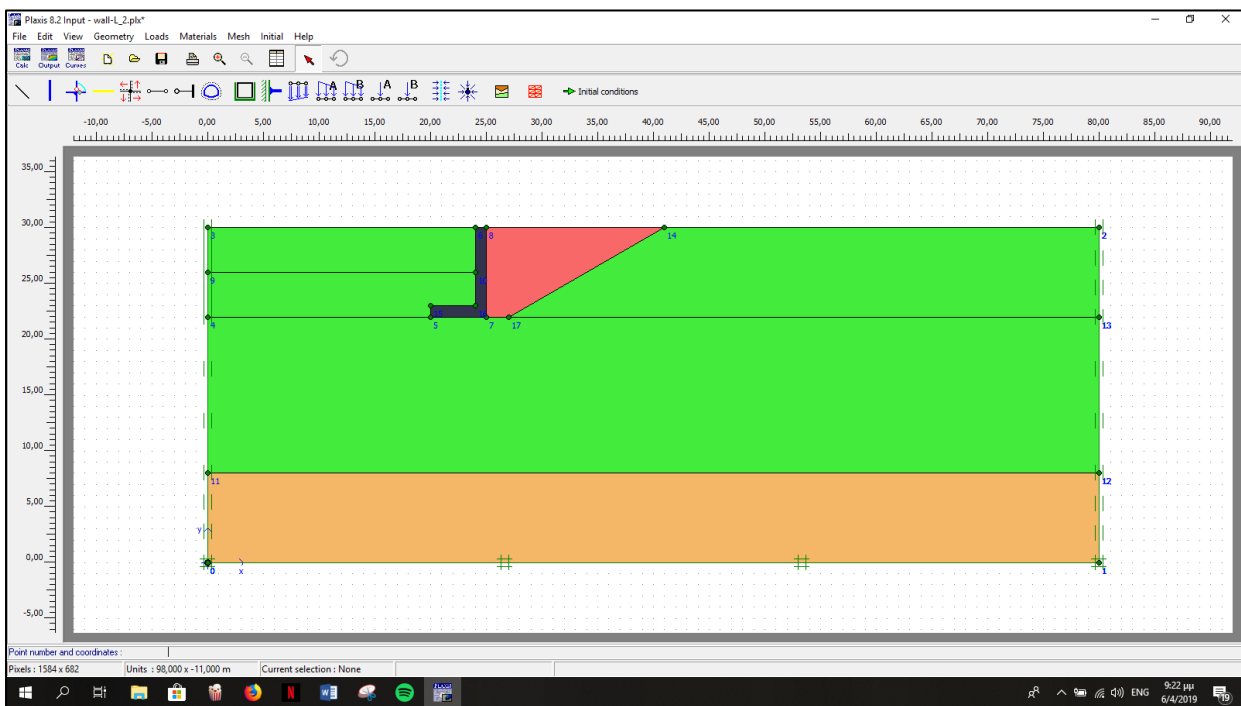 Plaxis 8.2 Input - wall-L_2.plx*
File Edit View Geometry Loads Materials Mesh Initial Help
Calc Output Curves
A B A B Initial conditions
-10,00 -5,00 0,00 5,00 10,00 15,00 20,00 25,00 30,00 35,00 40,00 45,00 50,00 55,00 60,00 65,00 70,00 75,00 80,00 85,00 90,00
35,00
30,00
3 8 14 2
25,00
9 10
15
4 5 7 17 13
20,00
15,00
10,00
11 12
5,00
y
0,00
0 x 1
-5,00
Point number and coordinates :
Pixels : 1584 x 682 Units : 98,000 x -11,000 m Current selection : None
ENG 9:22 μμ
6/4/2019 19